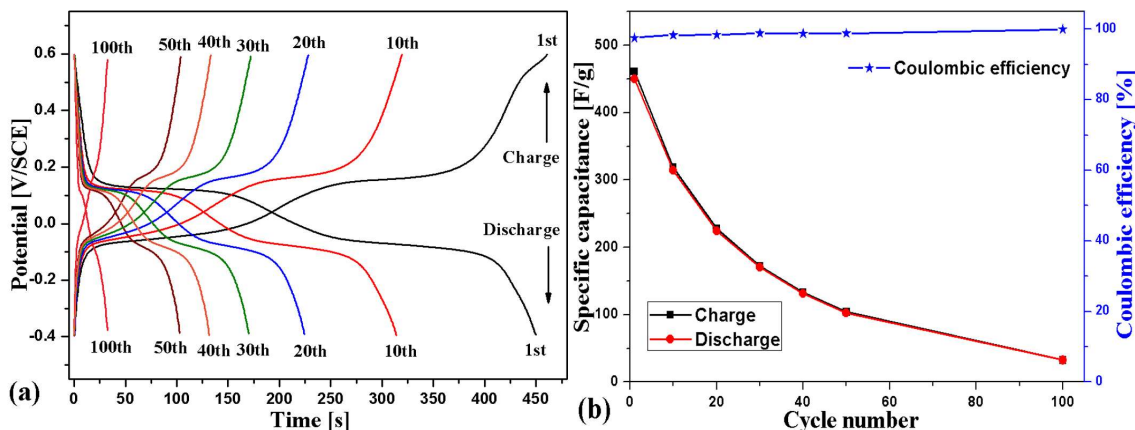 100th
50th
40th
30th
20th
10th
1st
0.6
0.4
0.2
0.0
-0.2
-0.4
Potential [V/SCE]
Charge
Discharge
100th
50th
40th
30th
20th
10th
1st
0
50
100
150
200
250
300
350
400
450
Time [s]
(a)
500
400
300
200
100
0
Specific capacitance [F/g]
Coulombic efficiency
Charge
Discharge
100
80
60
40
20
0
Coulombic efficiency [%]
0
20
40
60
80
100
Cycle number
(b)